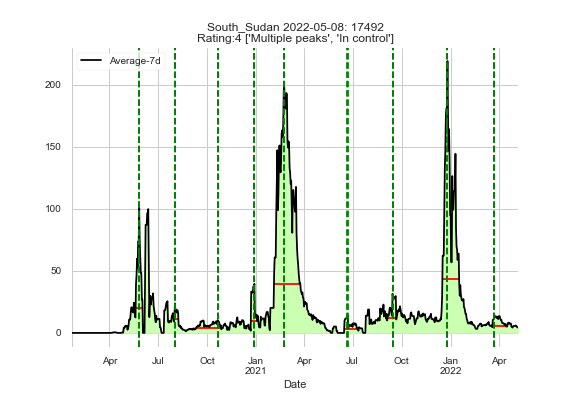 South_Sudan 2022-05-08: 17492
Rating:4 ['Multiple peaks', 'In control']
Average-7d
200
150
100
50
0
Apr
Jul
Oct
Jan
2021
Apr
Jul
Oct
Jan
2022
Apr
Date